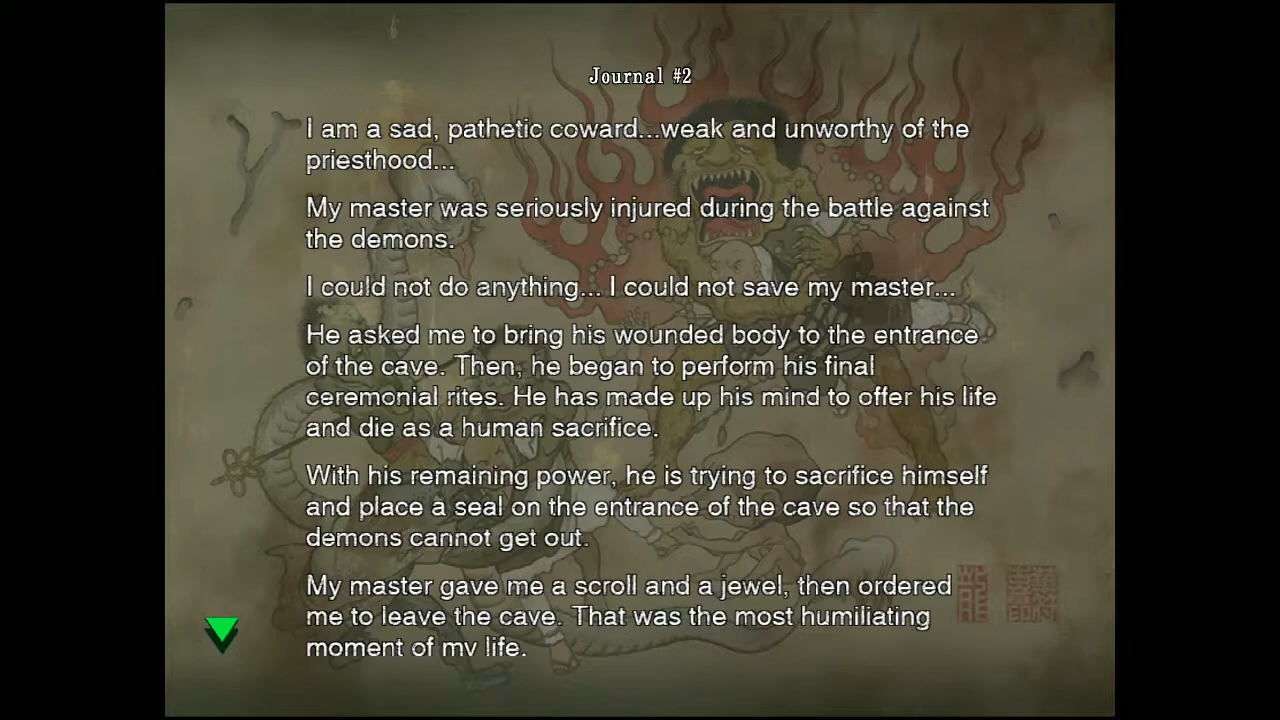 Journal #2
I am a sad, pathetic coward...weak and unworthy of the
priesthood...
My master was seriously injured during the battle against
the demons.
I could not do anything... I could not save my master...
He asked me to bring his wounded body to the entrance
of the cave. Then, he began to perform his final
ceremonial rites. He has made up his mind to offer his life
and die as a human sacrifice.
With his remaining power, he is trying to sacrifice himself
and place a seal on the entrance of the cave so that the
demons cannot get out.
My master gave me a scroll and a jewel, then ordered
me to leave the cave. That was the most humiliating
moment of my life.